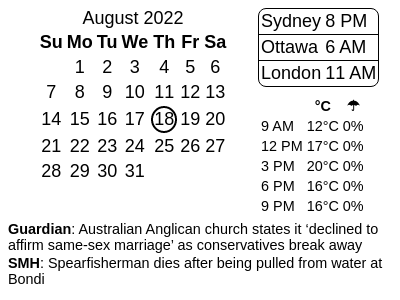 August 2022
Su Mo Tu We Th Fr Sa
1 2 3 4 5 6
7 8 9 10 11 12 13
14 15 16 17 18 19 20
21 22 23 24 25 26 27
28 29 30 31
Sydney 8 PM
Ottawa 6 AM
London 11 AM
°C ☂
9 AM 12°C 0%
12 PM 17°C 0%
3 PM 20°C 0%
6 PM 16°C 0%
9 PM 16°C 0%
Guardian: Australian Anglican church states it ‘declined to
affirm same-sex marriage’ as conservatives break away
SMH: Spearfisherman dies after being pulled from water at
Bondi